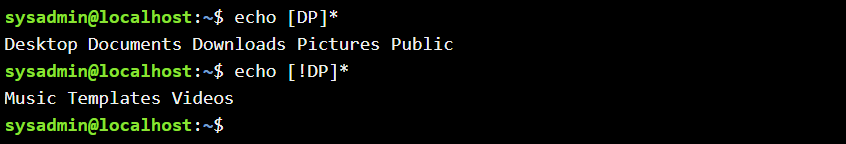 sysadmin@localhost:~$ echo [DP]*
Desktop Documents Downloads Pictures Public
sysadmin@localhost:~$ echo [!DP]*
Music Templates Videos
sysadmin@localhost:~$